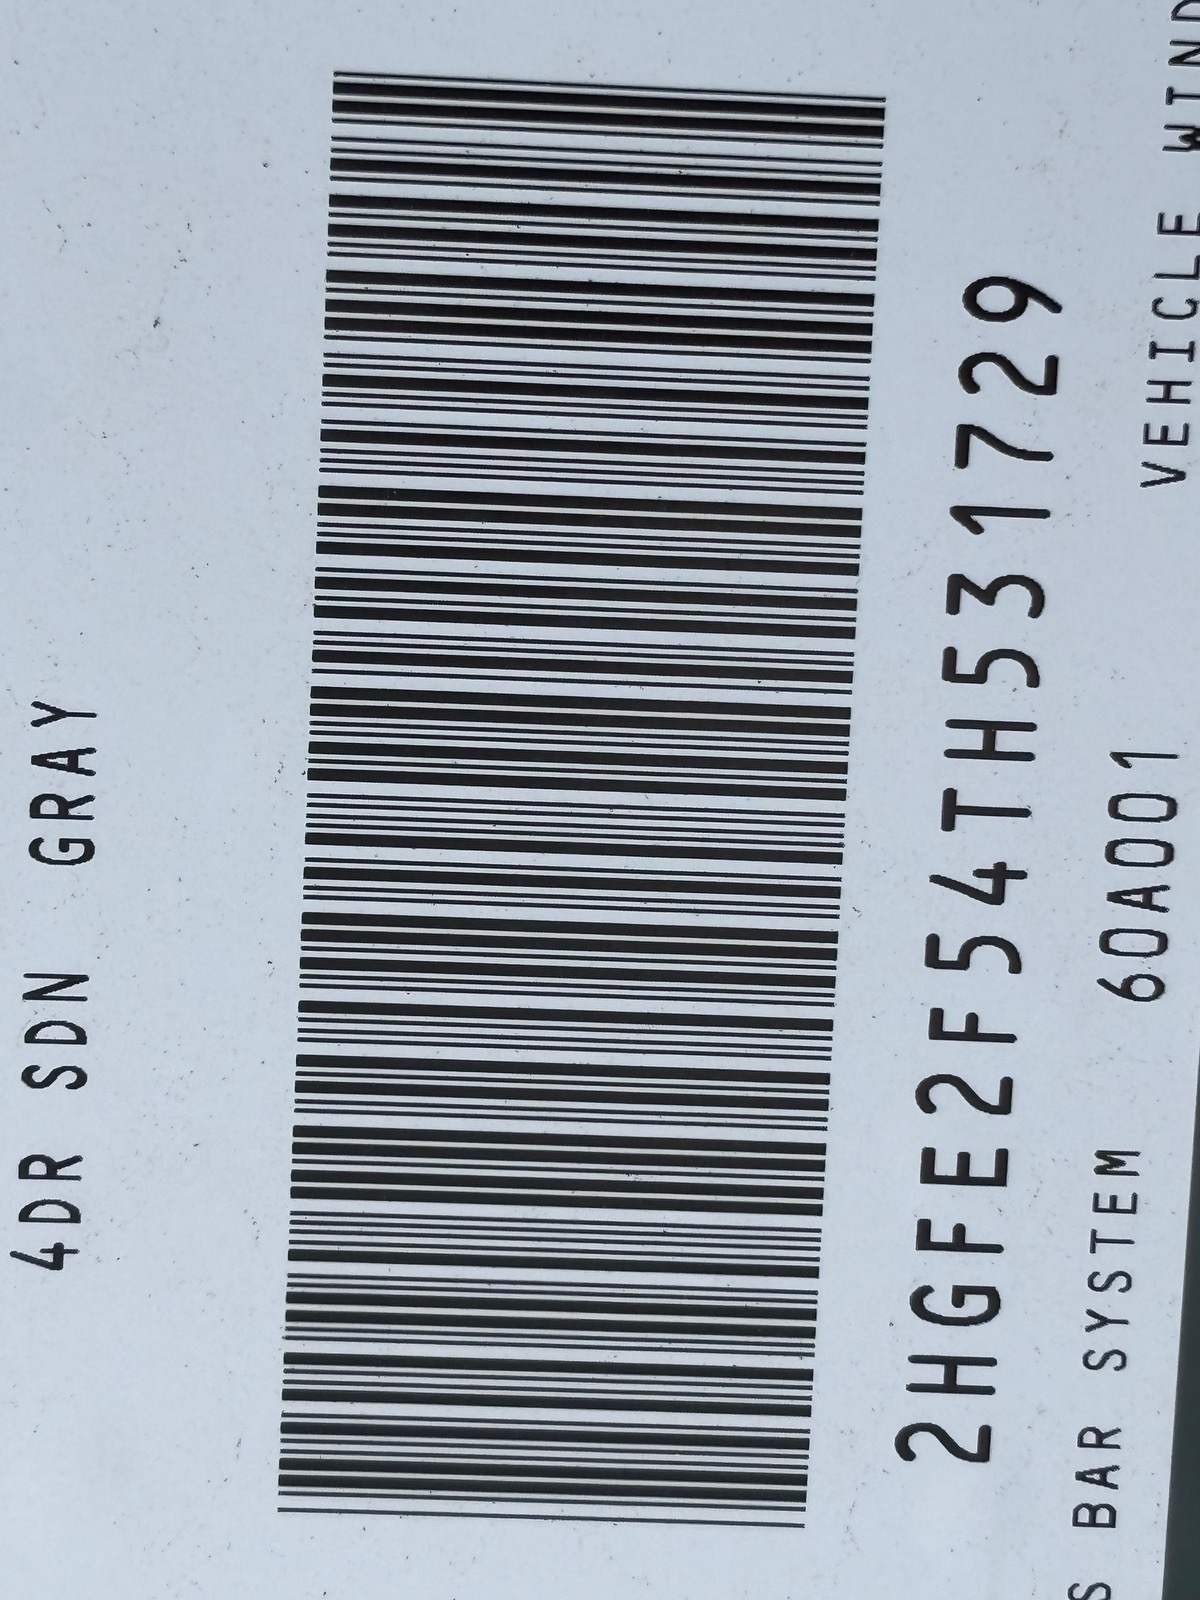 4DR SDN GRAY
2HGFE2F54TH531729
BAR SYSTEM 60A001 VEHICLE